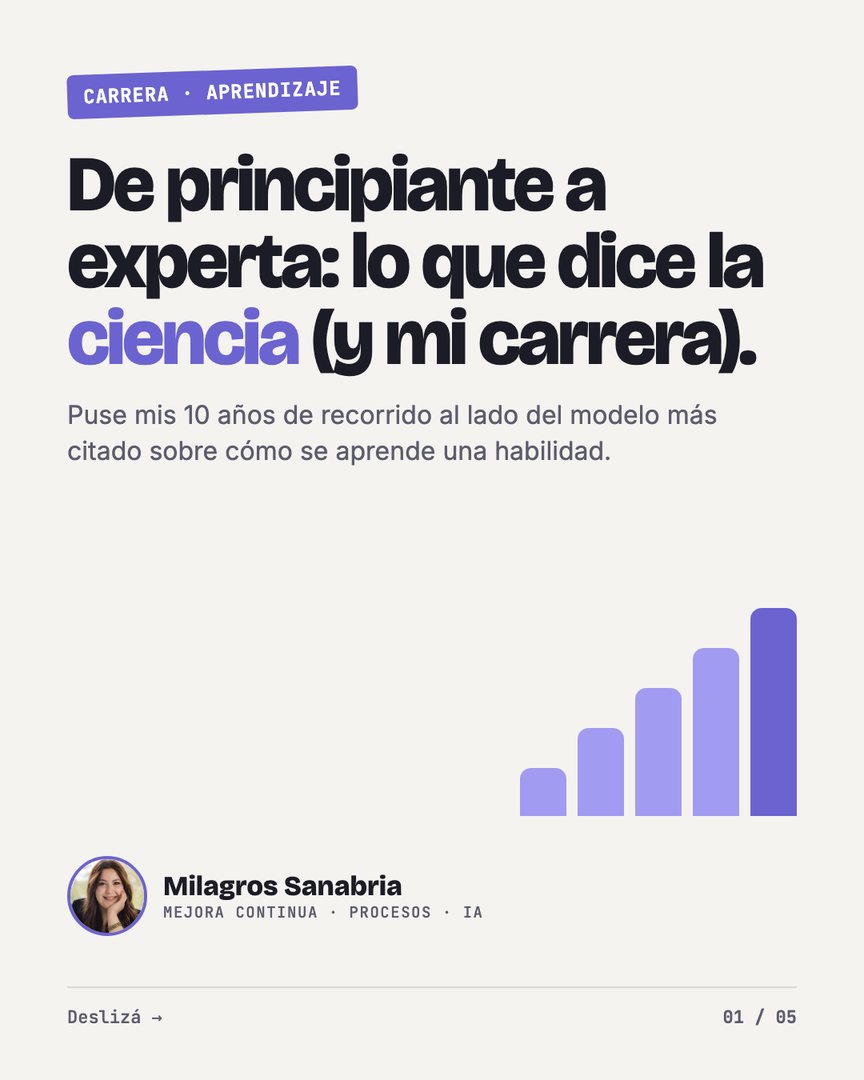 CARRERA · APRENDIZAJE
De principiante a
experta: lo que dice la
ciencia (y mi carrera).
Puse mis 10 años de recorrido al lado del modelo más
citado sobre cómo se aprende una habilidad.
Milagros Sanabria
MEJORA CONTINUA · PROCESOS · IA
Deslizá →
01 / 05